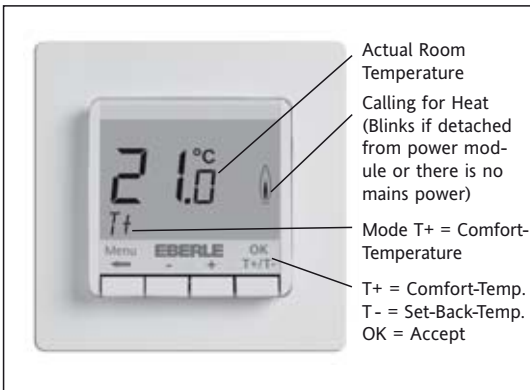 Actual Room
Temperature
Calling for Heat
(Blinks if detached
from power mod-
ule or there is no
mains power)
Mode T+ = Comfort-
Temperature
T+ = Comfort-Temp.
T- = Set-Back-Temp.
OK = Accept
21.0 °C
T+
Menu EBERLE OK
- + T+/T-